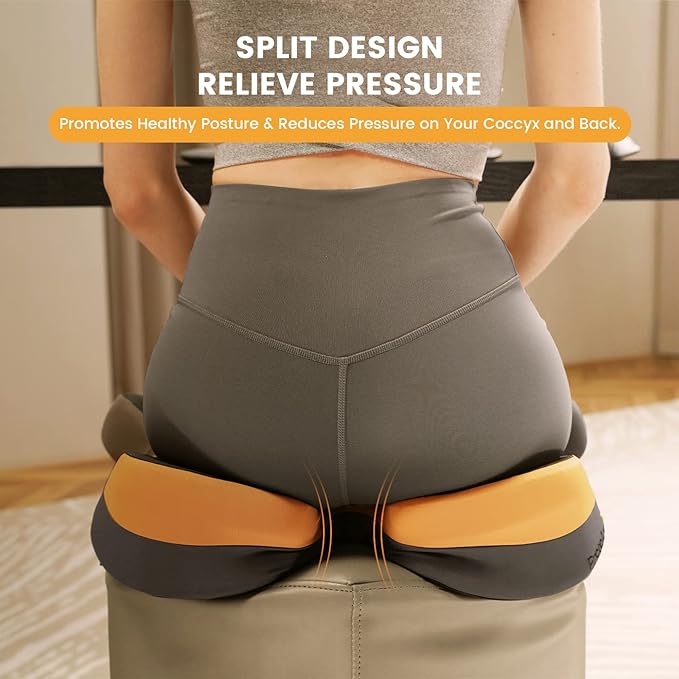 SPLIT DESIGN
RELIEVE PRESSURE
Promotes Healthy Posture & Reduces Pressure on Your Coccyx and Back.